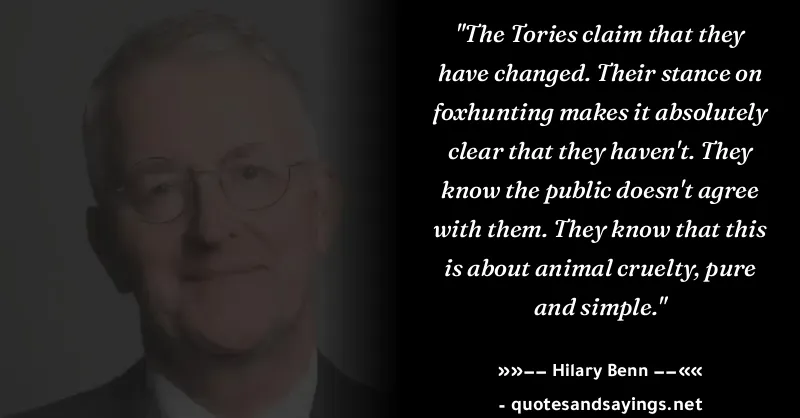 "The Tories claim that they
have changed. Their stance on
foxhunting makes it absolutely
clear that they haven't. They
know the public doesn't agree
with them. They know that this
is about animal cruelty, pure
and simple."
»»—— Hilary Benn ——««
- quotesandsayings.net